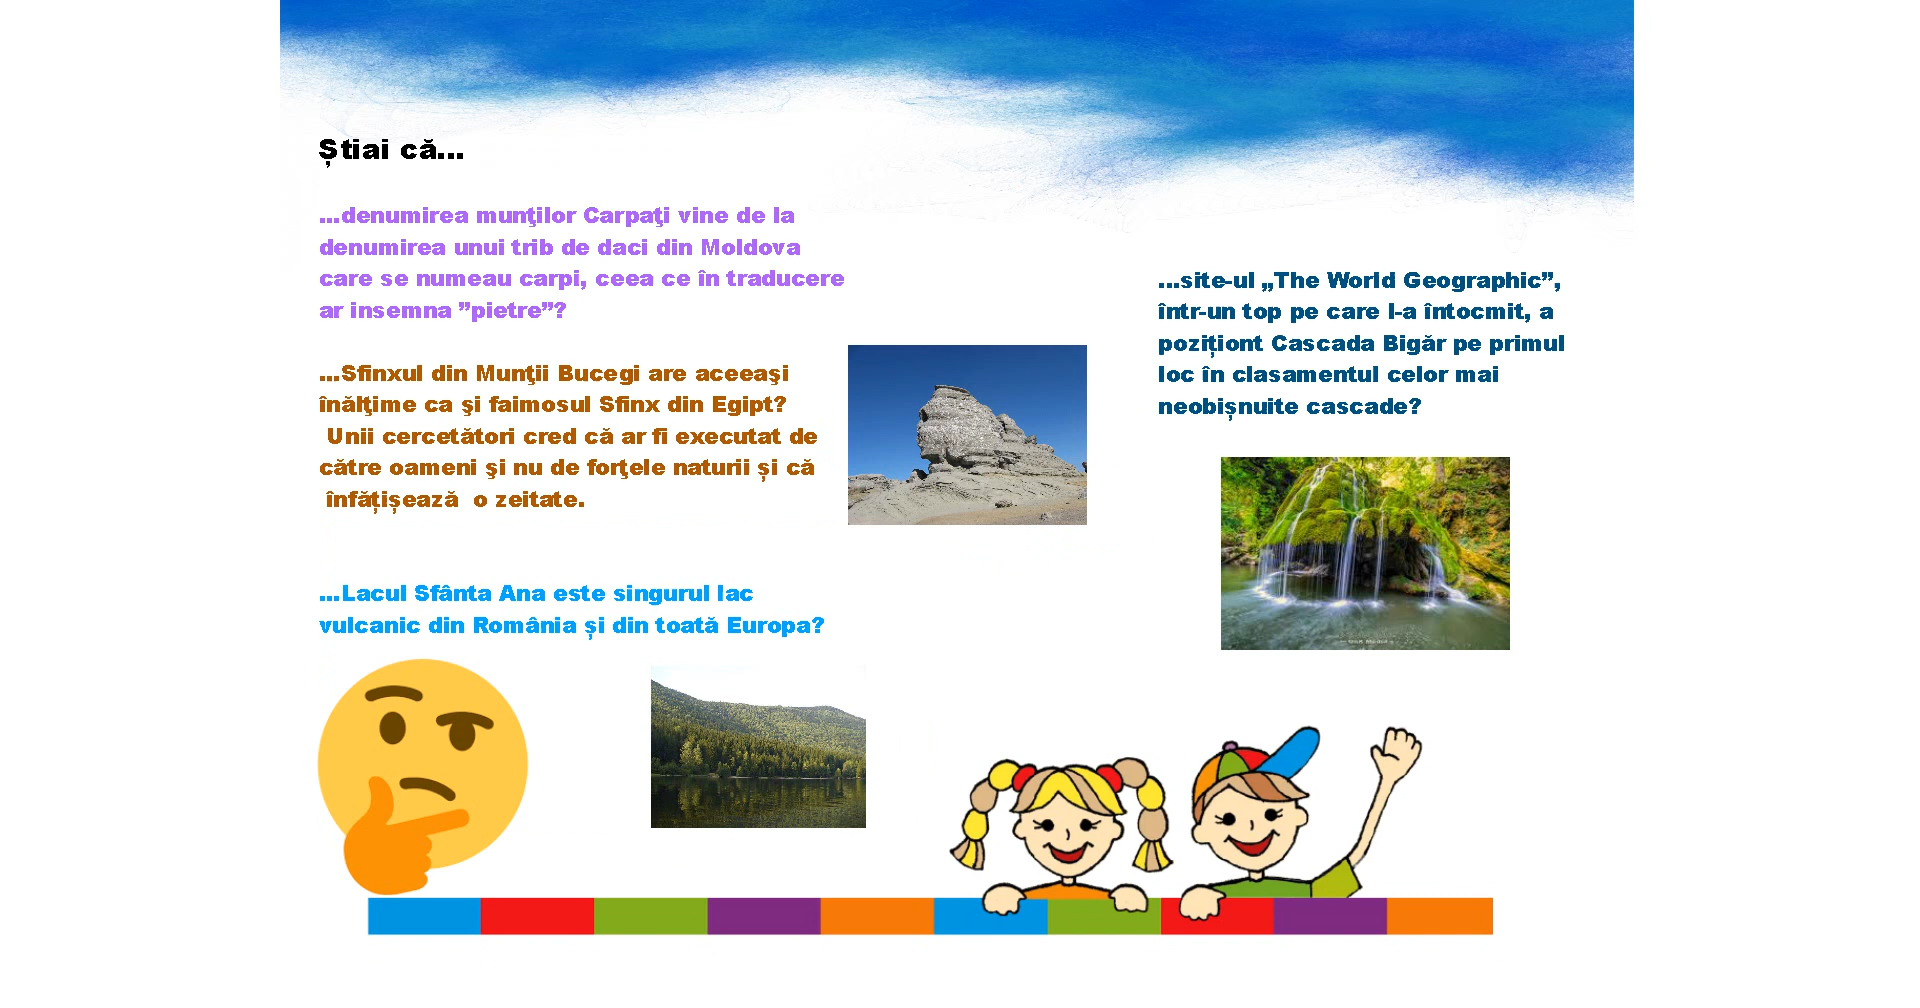 Știai că...
...denumirea munţilor Carpaţi vine de la
denumirea unui trib de daci din Moldova
care se numeau carpi, ceea ce în traducere
ar insemna ”pietre”?
...Sfinxul din Munţii Bucegi are aceeaşi
înălţime ca şi faimosul Sfinx din Egipt?
Unii cercetători cred că ar fi executat de
către oameni şi nu de forţele naturii și că
înfățișează o zeitate.
...Lacul Sfânta Ana este singurul lac
vulcanic din România și din toată Europa?
...site-ul „The World Geographic”,
într-un top pe care l-a întocmit, a
poziționt Cascada Bigăr pe primul
loc în clasamentul celor mai
neobișnuite cascade?